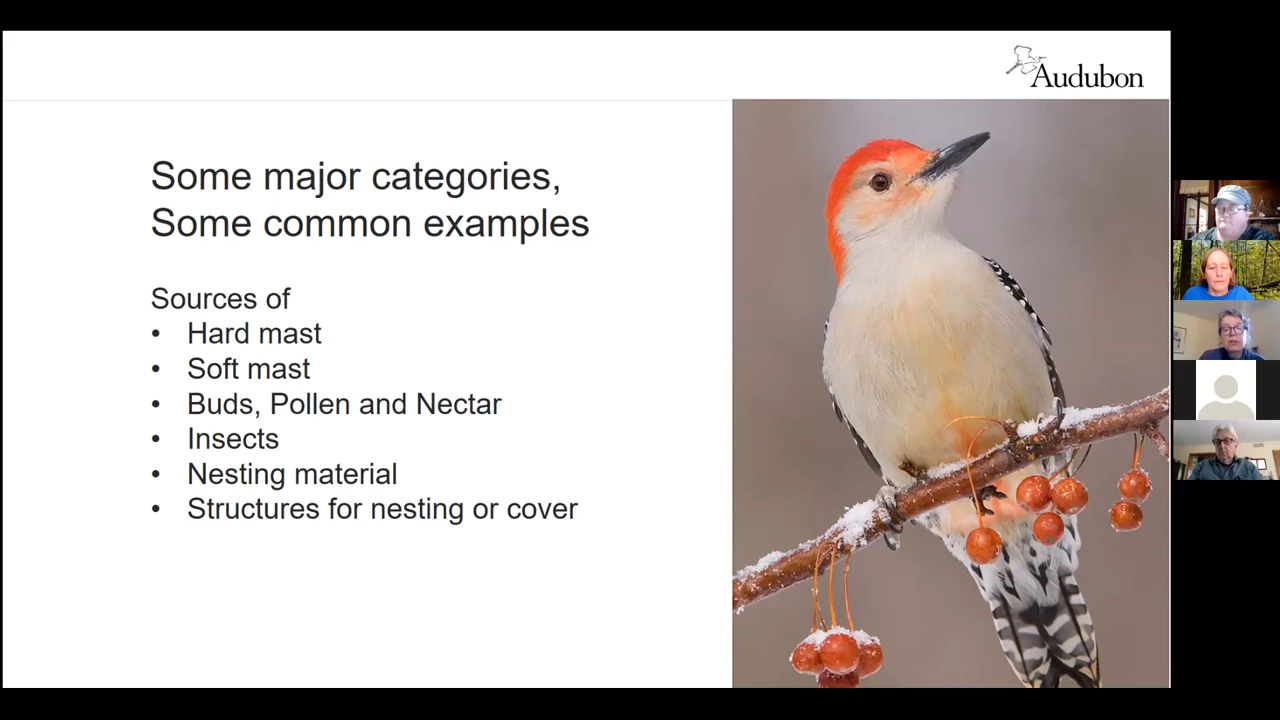 Audubon
Some major categories,
Some common examples
Sources of
• Hard mast
• Soft mast
• Buds, Pollen and Nectar
• Insects
• Nesting material
• Structures for nesting or cover